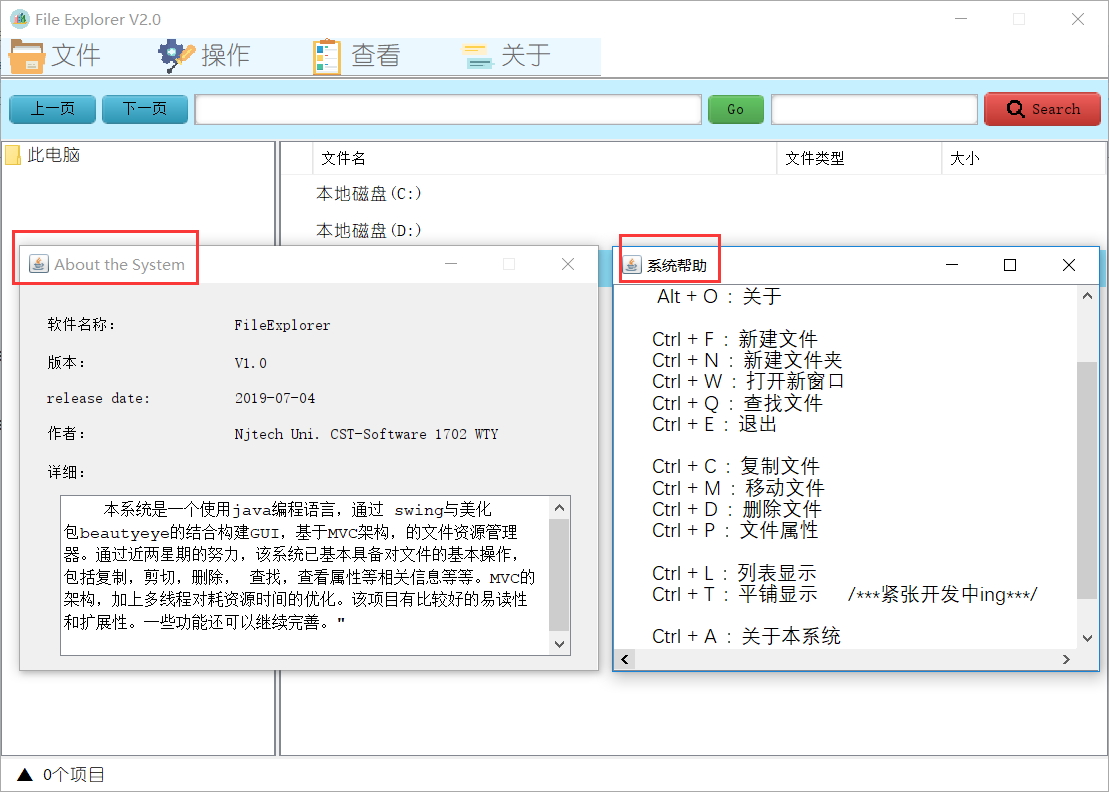 File Explorer V2.0
文件 操作 查看 关于
上一页 下一页 Go Search
此电脑
文件名 文件类型 大小
本地磁盘(C:)
本地磁盘(D:)
About the System
软件名称: FileExplorer
版本: V1.0
release date: 2019-07-04
作者: Njtech Uni. CST-Software 1702 WTY
详细:
本系统是一个使用java编程语言，通过 swing与美化
包beautyeye的结合构建GUI，基于MVC架构，的文件资源管理
器。通过近两星期的努力，该系统已基本具备对文件的基本操作，
包括复制，剪切，删除， 查找，查看属性等相关信息等等。MVC的
架构，加上多线程对耗资源时间的优化。该项目有比较好的易读性
和扩展性。一些功能还可以继续完善。"
系统帮助
Alt + O : 关于
Ctrl + F : 新建文件
Ctrl + N : 新建文件夹
Ctrl + W : 打开新窗口
Ctrl + Q : 查找文件
Ctrl + E : 退出
Ctrl + C : 复制文件
Ctrl + M : 移动文件
Ctrl + D : 删除文件
Ctrl + P : 文件属性
Ctrl + L : 列表显示
Ctrl + T : 平铺显示 /***紧张开发中ing***/
Ctrl + A : 关于本系统
0个项目